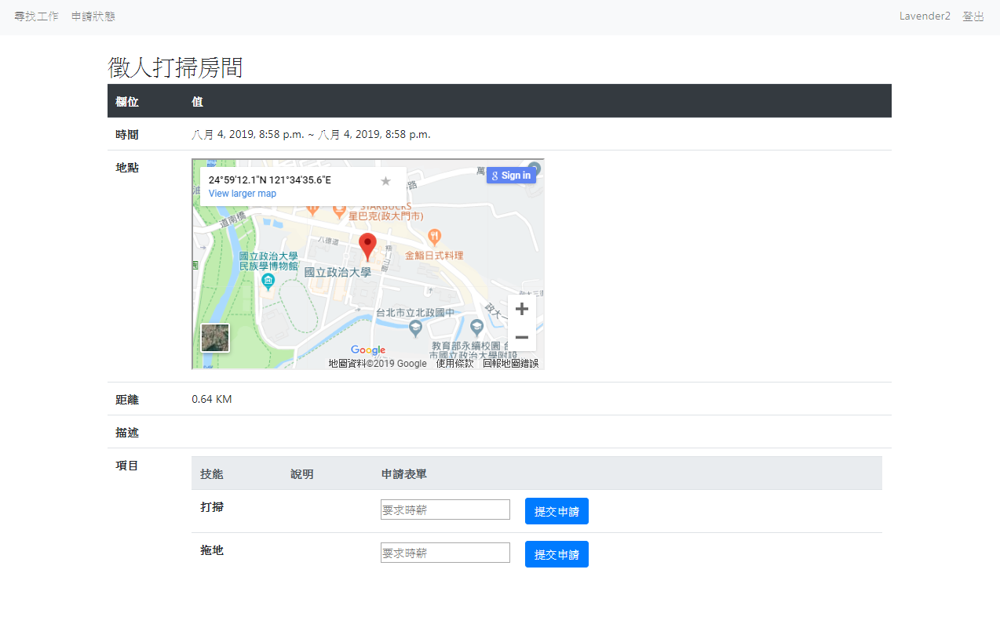 尋找工作 申請狀態 Lavender2 登出
徵人打掃房間
欄位 值
時間 八月 4, 2019, 8:58 p.m. ~ 八月 4, 2019, 8:58 p.m.
地點
24°59'12.1"N 121°34'35.6"E
View larger map
Sign in
萬
路
STARBUCKS
星巴克(政大門市)
道南橋
八德道
金鮨日式料理
國立政治大學
民族學博物館
國立政治大學
政大
台北市立北政國中
教育部永續校園 台
市國立政治大學附設
Google
地圖資料©2019 Google 使用條款 回報地圖錯誤
距離 0.64 KM
描述
項目
技能 說明 申請表單
打掃 要求時薪 提交申請
拖地 要求時薪 提交申請